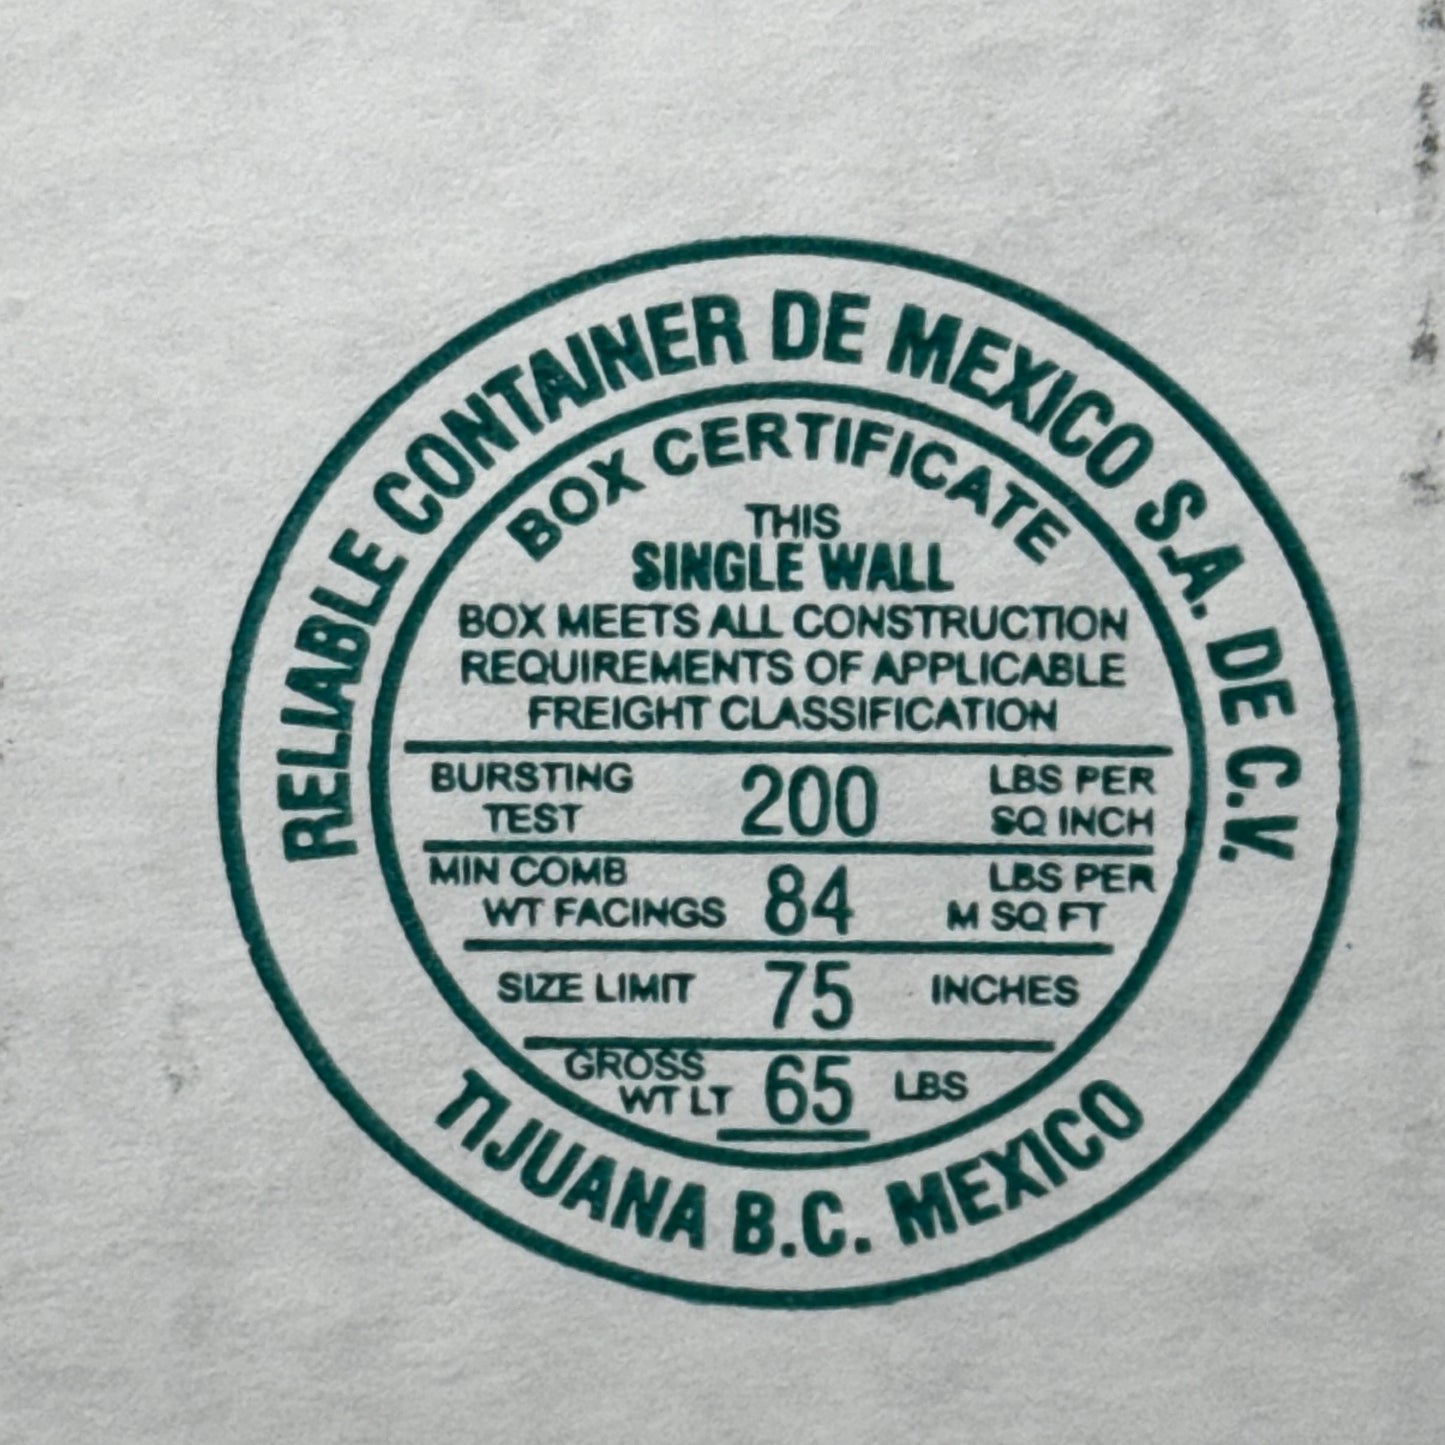 RELIABLE CONTAINER DE MEXICO S.A. DE C.V.
BOX CERTIFICATE
THIS
SINGLE WALL
BOX MEETS ALL CONSTRUCTION
REQUIREMENTS OF APPLICABLE
FREIGHT CLASSIFICATION
BURSTING TEST 200 LBS PER SQ INCH
MIN COMB WT FACINGS 84 LBS PER M SQ FT
SIZE LIMIT 75 INCHES
GROSS WT LT 65 LBS
TIJUANA B.C. MEXICO